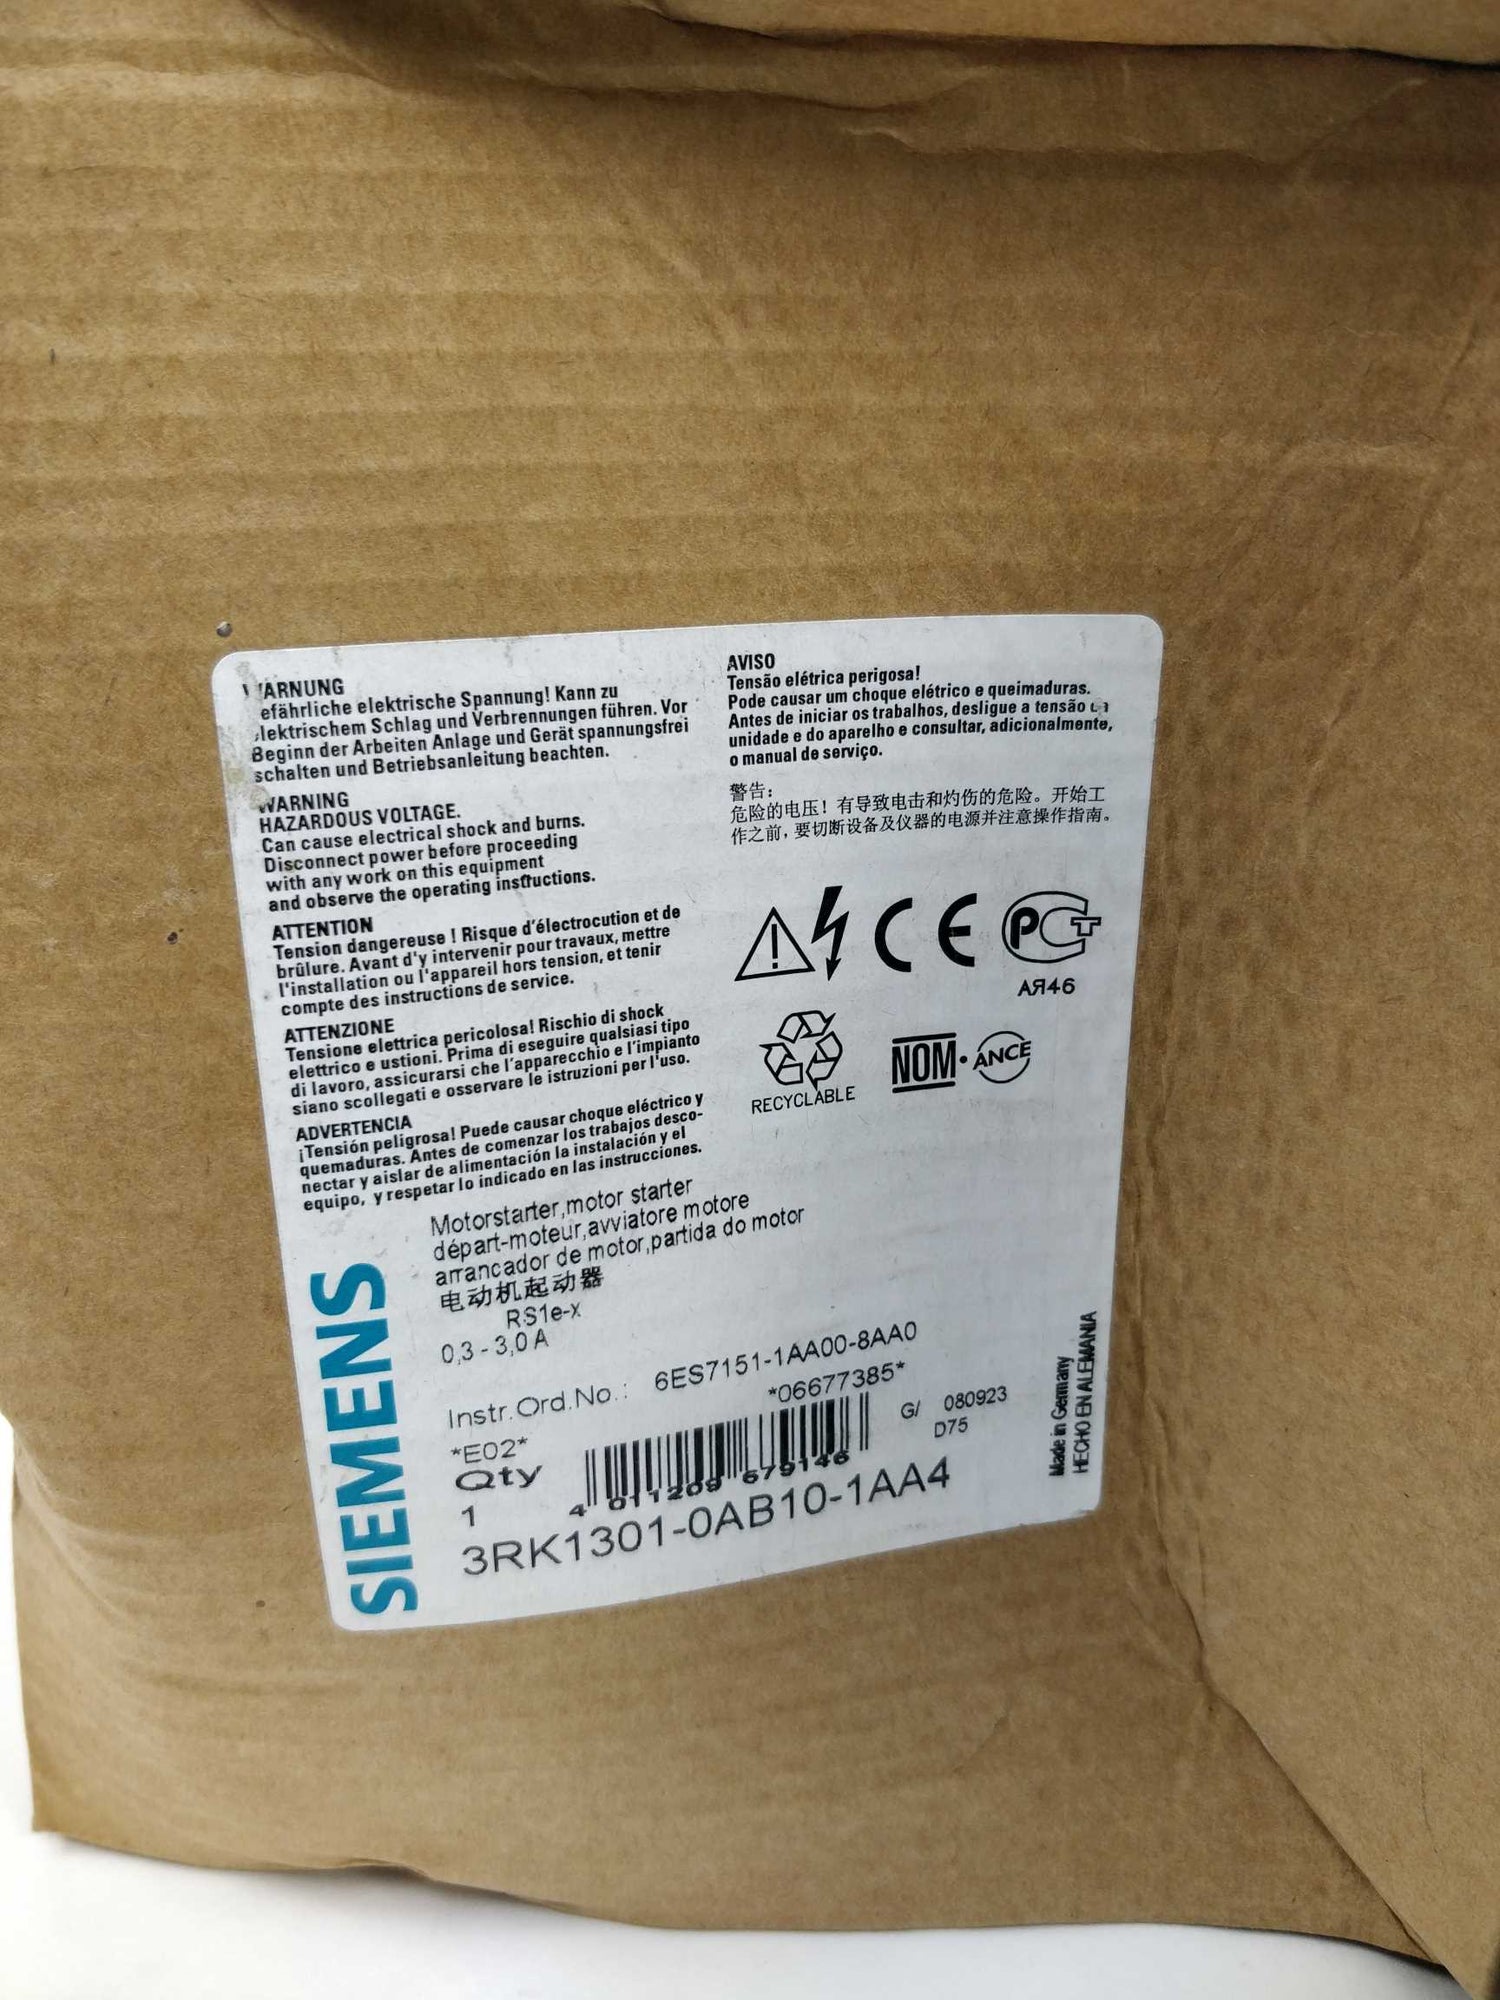 WARNUNG
Gefährliche elektrische Spannung! Kann zu
elektrischem Schlag und Verbrennungen führen. Vor
Beginn der Arbeiten Anlage und Gerät spannungsfrei
schalten und Betriebsanleitung beachten.
WARNING
HAZARDOUS VOLTAGE.
Can cause electrical shock and burns.
Disconnect power before proceeding
with any work on this equipment
and observe the operating instructions.
ATTENTION
Tension dangereuse ! Risque d'électrocution et de
brûlure. Avant d'y intervenir pour travaux, mettre
l'installation ou l'appareil hors tension, et tenir
compte des instructions de service.
ATTENZIONE
Tensione elettrica pericolosa! Rischio di shock
elettrico e ustioni. Prima di eseguire qualsiasi tipo
di lavoro, assicurarsi che l'apparecchio e l'impianto
siano scollegati e osservare le istruzioni per l'uso.
ADVERTENCIA
¡Tensión peligrosa! Puede causar choque eléctrico y
quemaduras. Antes de comenzar los trabajos desco-
nectar y aislar de alimentación la instalación y el
equipo, y respetar lo indicado en las instrucciones.
AVISO
Tensão elétrica perigosa!
Pode causar um choque elétrico e queimaduras.
Antes de iniciar os trabalhos, desligue a tensão
unidade e do aparelho e consultar, adicionalmente,
o manual de serviço.
警告：
危险的电压！有导致电击和灼伤的危险。开始工
作之前，要切断设备及仪器的电源并注意操作指南。
CE
РСТ
АЯ46
RECYCLABLE
NOM·ANCE
SIEMENS
Motorstarter,motor starter
départ-moteur,avviatore motore
arrancador de motor,partida do motor
电动机起动器
RS1e-x
0,3 - 3,0 A
Instr.Ord.No.: 6ES7151-1AA00-8AA0
*06677385*
*E02*
G/ 080923
D75
Qty
1
4 011209 679146
3RK1301-0AB10-1AA4
Made in Germany
HECHO EN ALEMANIA